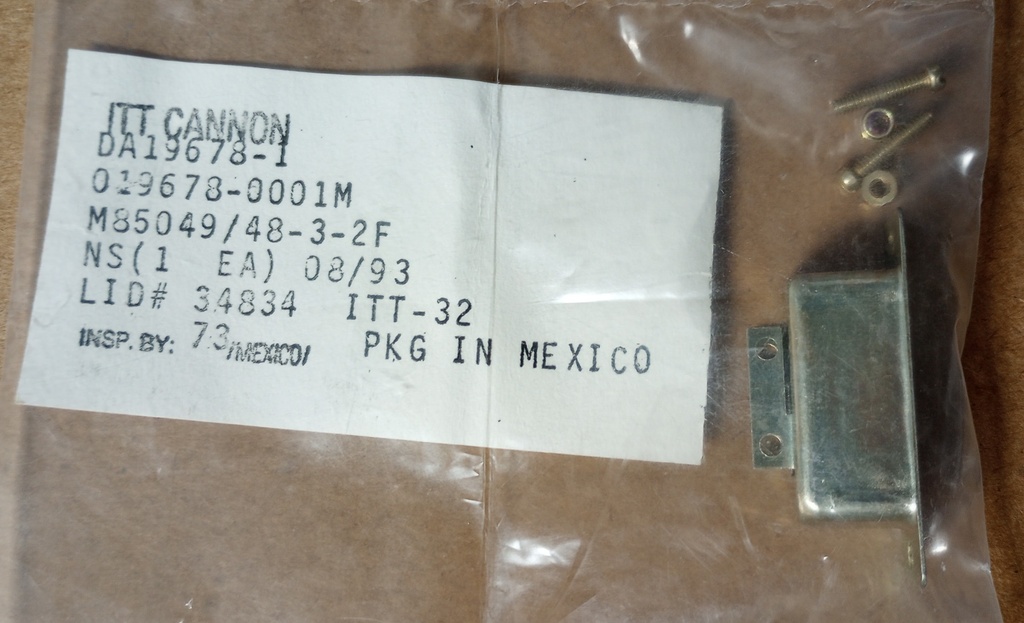 ITT CANNON
DA19678-1
019678-0001M
M85049/48-3-2F
NS(1 EA) 08/93
LID# 34834 ITT-32
INSP. BY: 73/MEXICO/ PKG IN MEXICO